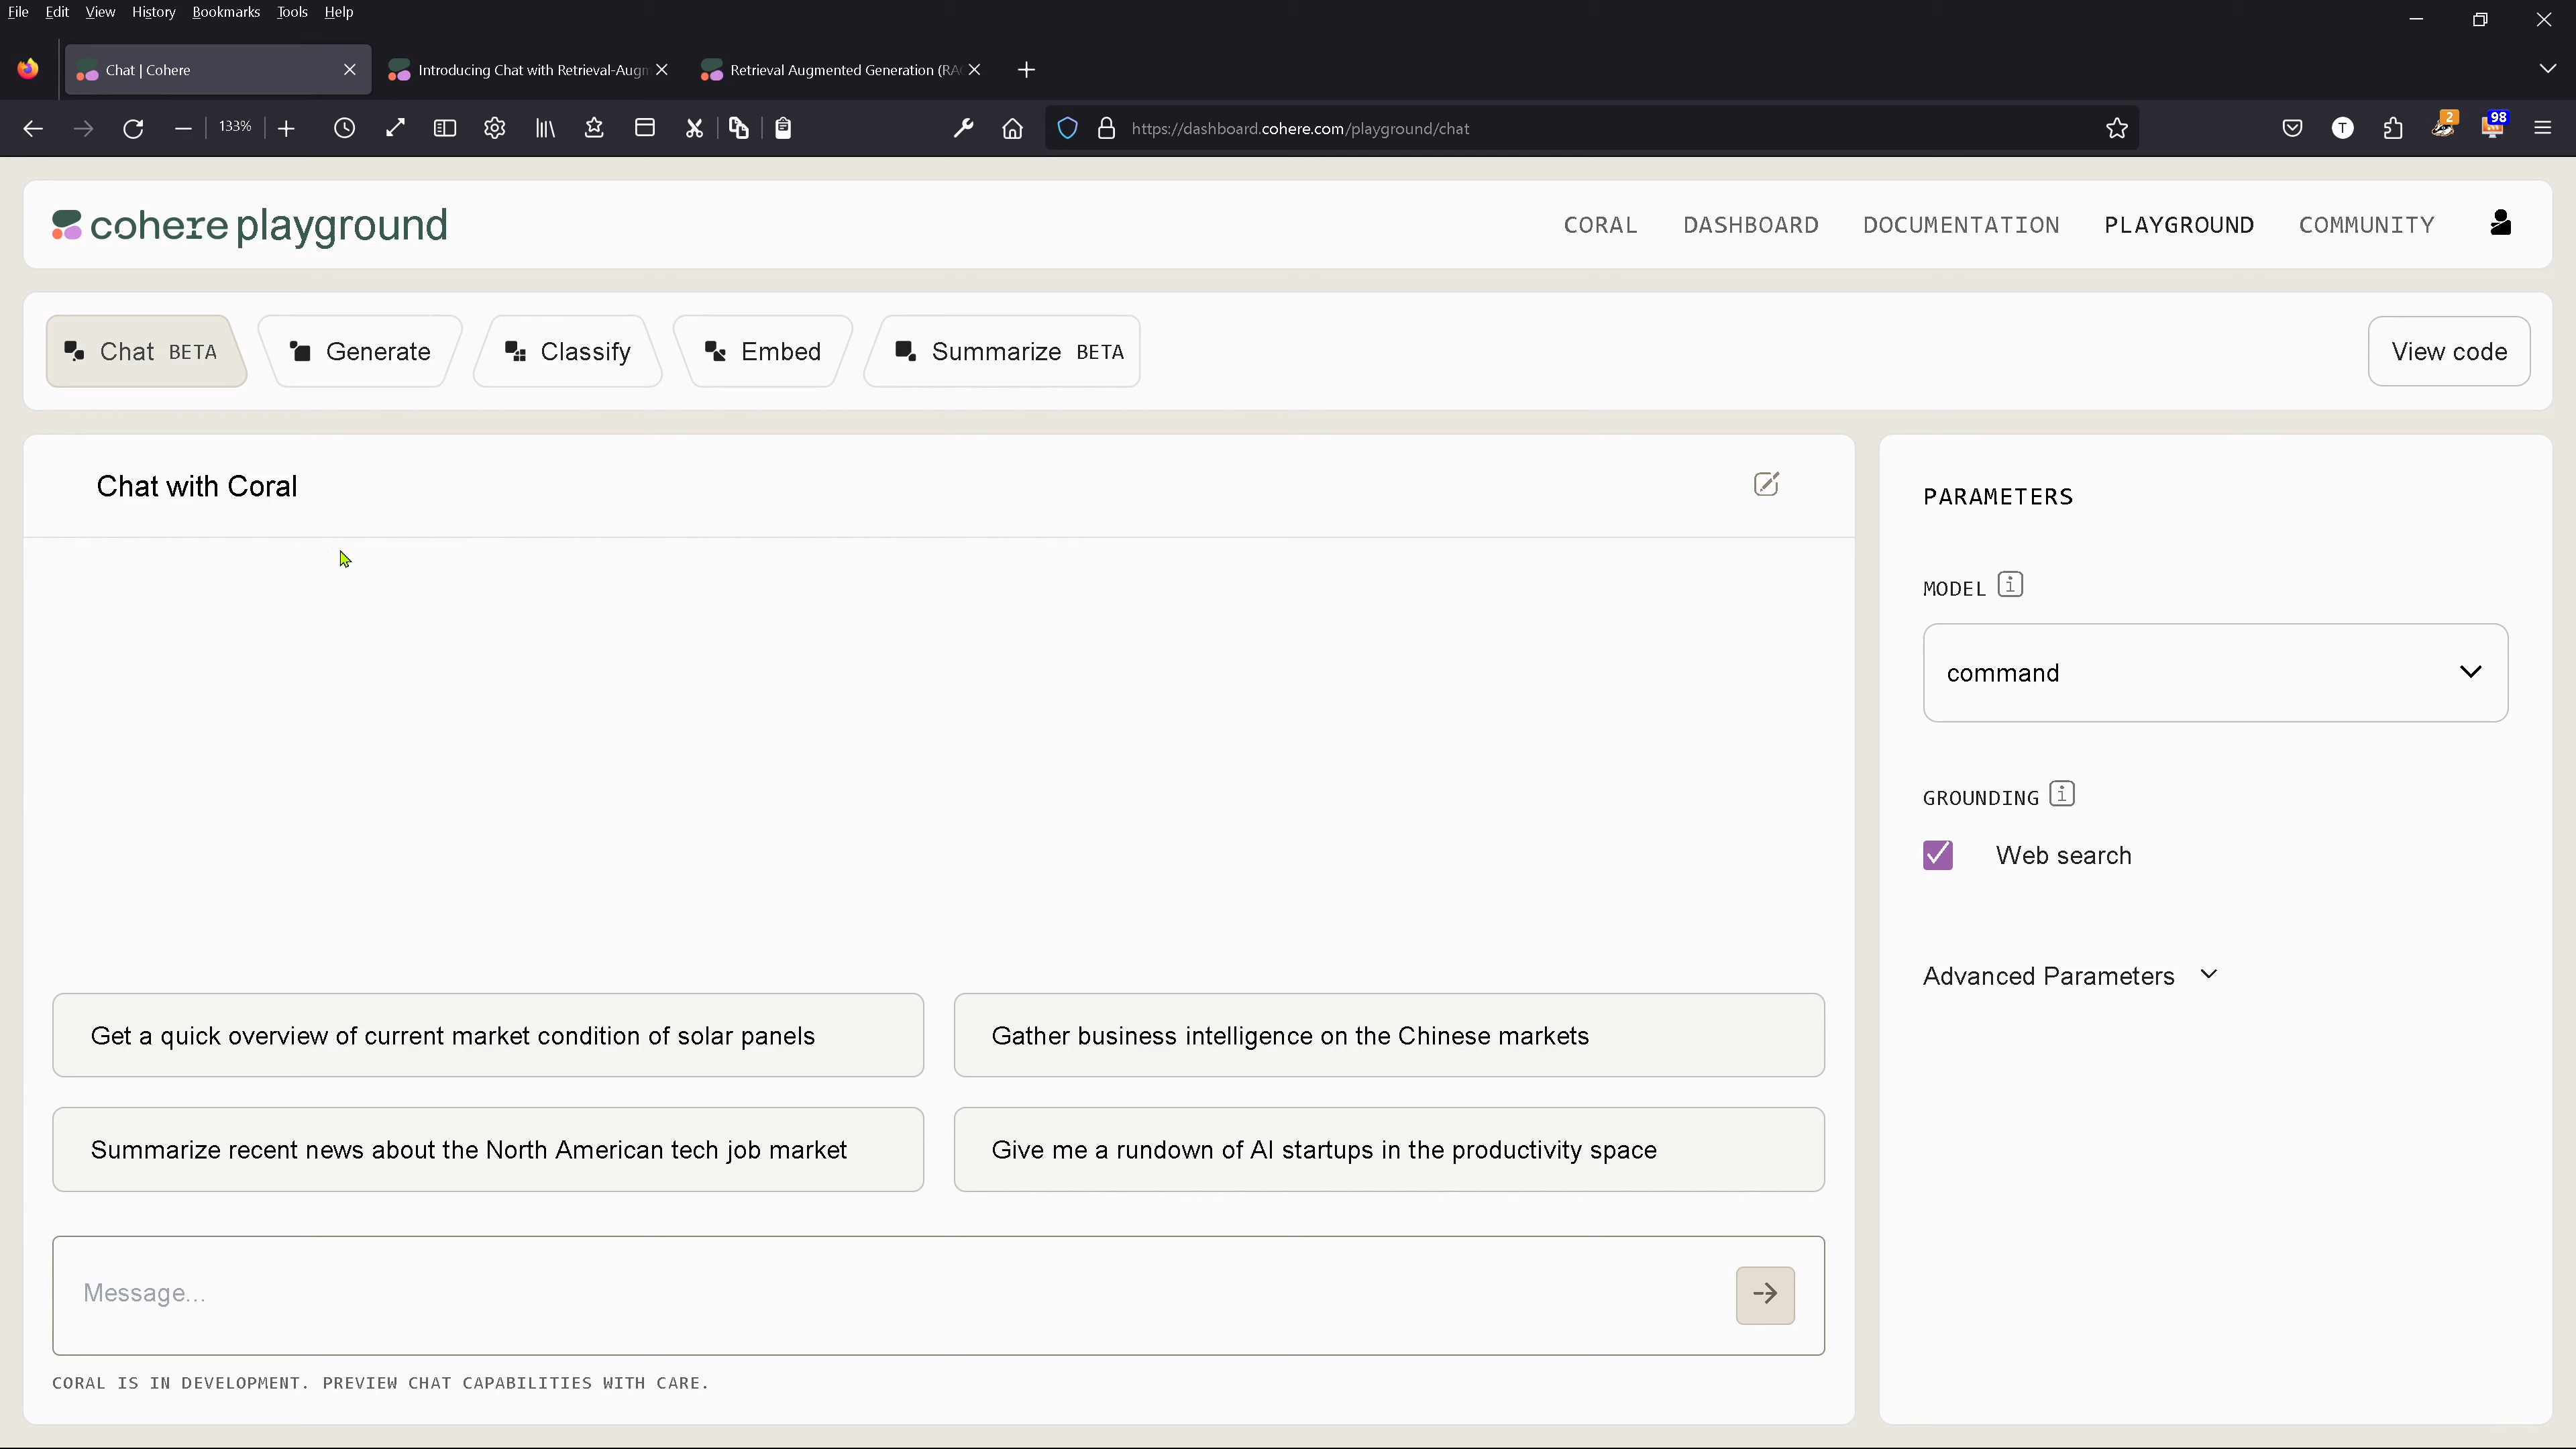 File Edit View History Bookmarks Tools Help
Chat | Cohere
Introducing Chat with Retrieval-Augm
Retrieval Augmented Generation (RA
133%
https://dashboard.cohere.com/playground/chat
T
2
98
cohere playground
CORAL DASHBOARD DOCUMENTATION PLAYGROUND COMMUNITY
Chat BETA
Generate
Classify
Embed
Summarize BETA
View code
Chat with Coral
Get a quick overview of current market condition of solar panels
Gather business intelligence on the Chinese markets
Summarize recent news about the North American tech job market
Give me a rundown of AI startups in the productivity space
Message...
CORAL IS IN DEVELOPMENT. PREVIEW CHAT CAPABILITIES WITH CARE.
PARAMETERS
MODEL i
command
GROUNDING i
Web search
Advanced Parameters